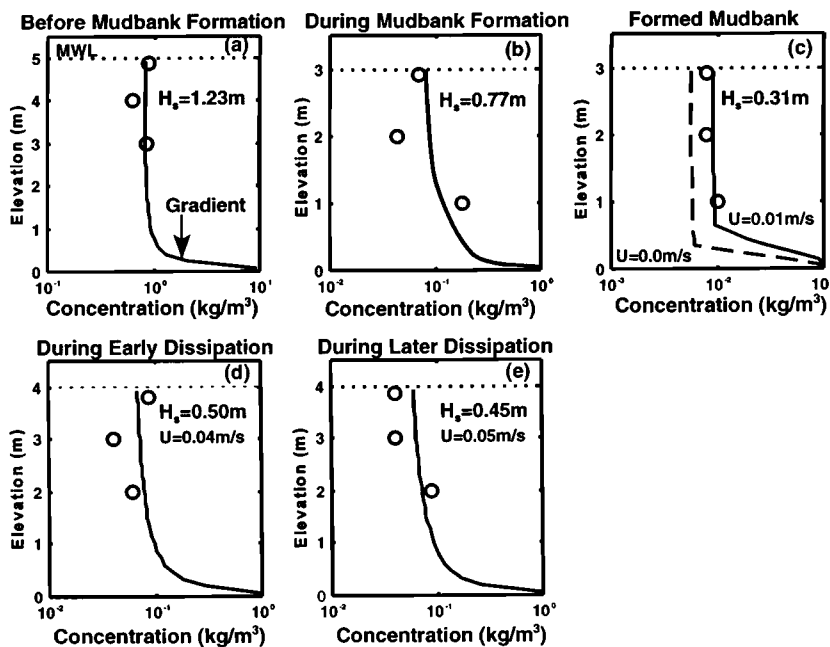 Before Mudbank Formation
During Mudbank Formation
Formed Mudbank
(a)
MWL
Hs=1.23m
Gradient
Elevation (m)
5
4
3
2
1
0
10⁻¹ 10⁰ 10¹
Concentration (kg/m³)
(b)
Hs=0.77m
Elevation (m)
3
2
1
0
10⁻² 10⁻¹ 10⁰
Concentration (kg/m³)
(c)
Hs=0.31m
U=0.01m/s
U=0.0m/s
Elevation (m)
3
2
1
0
10⁻³ 10⁻² 10
Concentration (kg/m³)
During Early Dissipation
During Later Dissipation
(d)
Hs=0.50m
U=0.04m/s
Elevation (m)
4
3
2
1
0
10⁻² 10⁻¹ 10⁰
Concentration (kg/m³)
(e)
Hs=0.45m
U=0.05m/s
Elevation (m)
4
3
2
1
0
10⁻² 10⁻¹ 10⁰
Concentration (kg/m³)